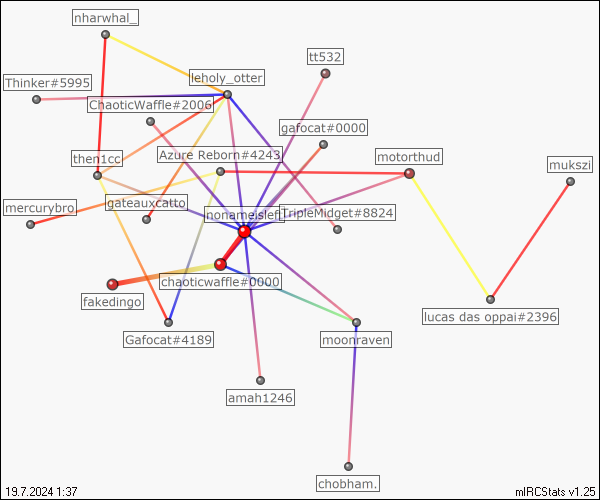 nharwhal_
tt532
leholy_otter
Thinker#5995
ChaoticWaffle#2006
gafocat#0000
then1cc
Azure Reborn#4243
motorthud
mukszi
mercurybro
gateauxcatto
nonameisleft
TripleMidget#8824
chaoticwaffle#0000
fakedingo
Gafocat#4189
moonraven
lucas das oppai#2396
amah1246
chobham.
19.7.2024 1:37
mIRCStats v1.25